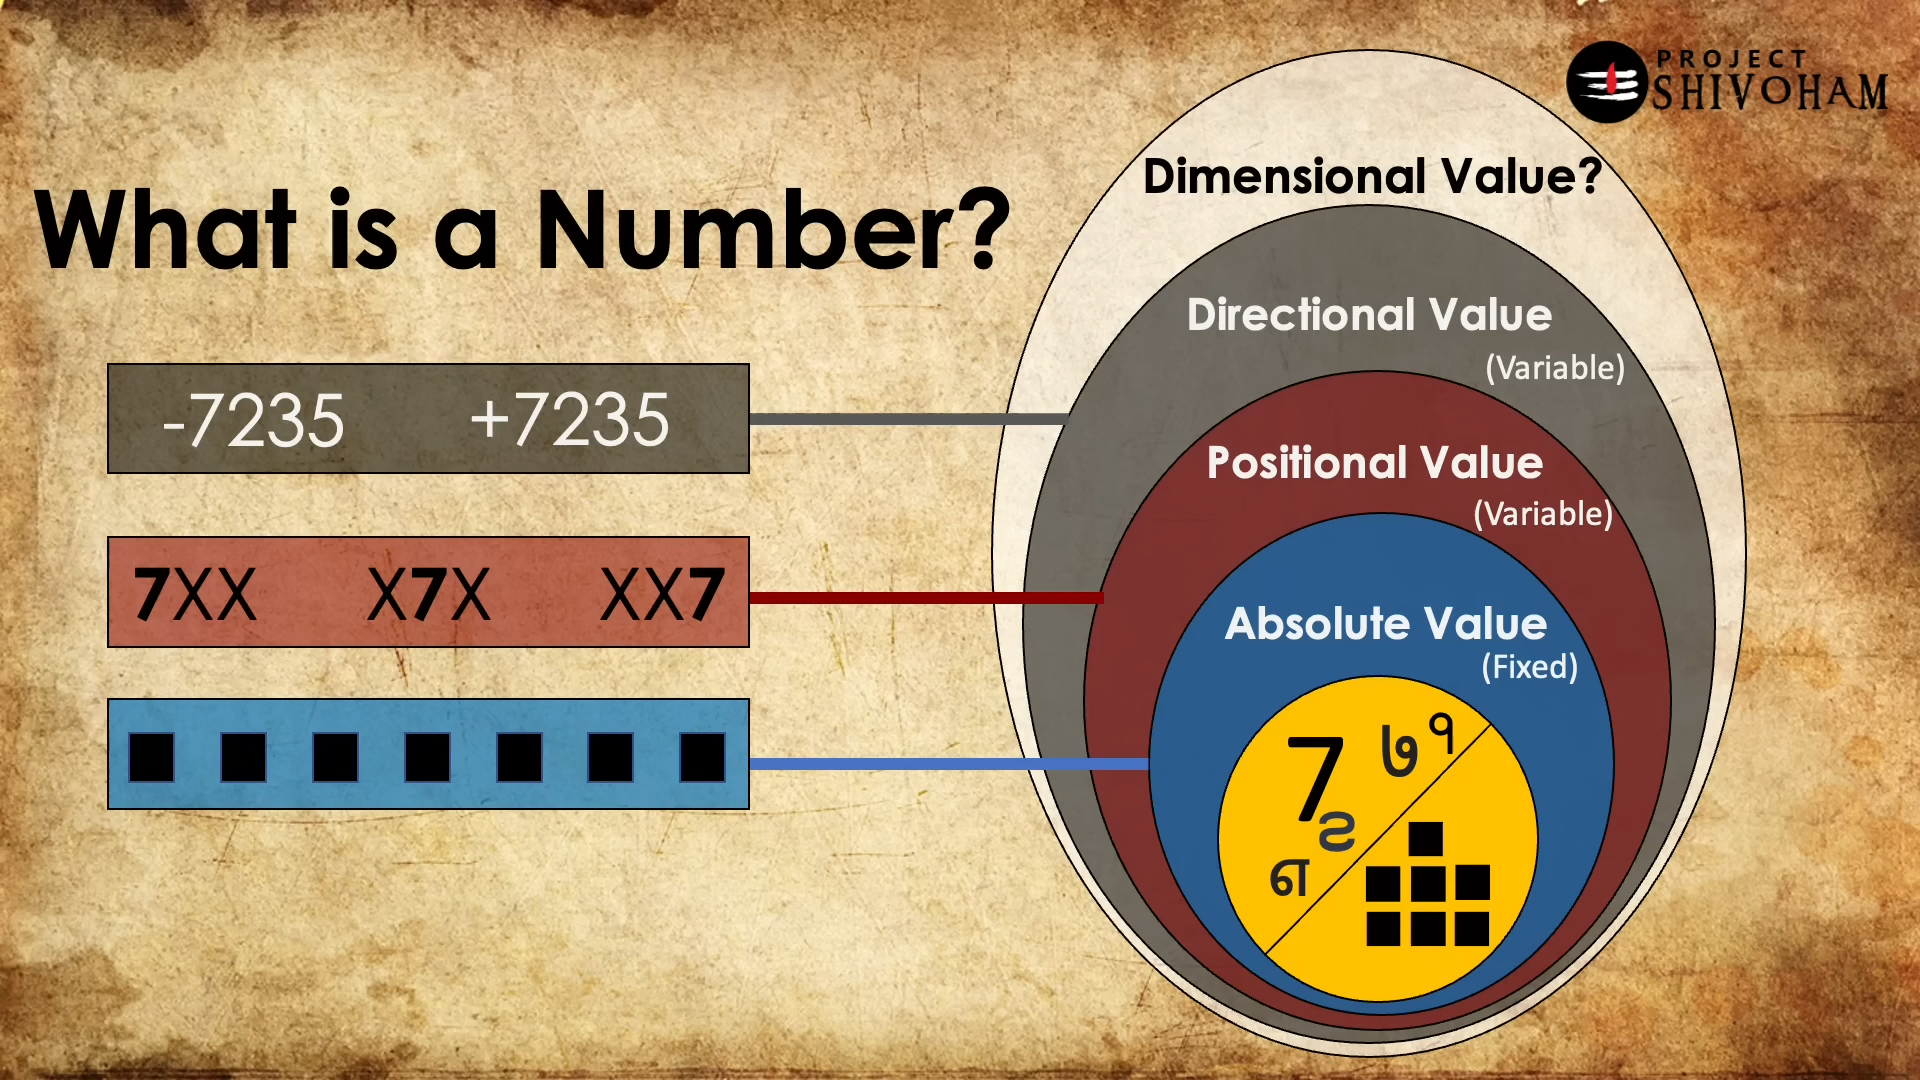 PROJECT
SHIVOHAM
What is a Number?
-7235 +7235
7XX X7X XX7
Dimensional Value?
Directional Value
(Variable)
Positional Value
(Variable)
Absolute Value
(Fixed)
7